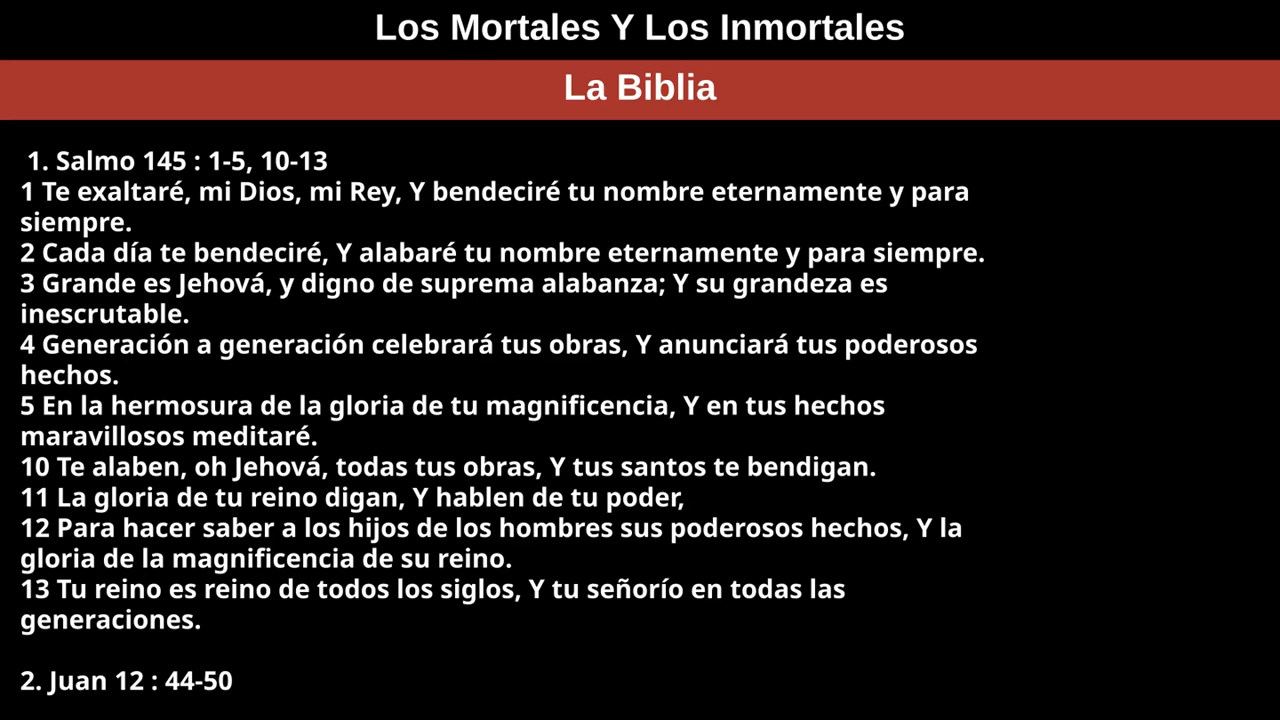 Los Mortales Y Los Inmortales
La Biblia
1. Salmo 145 : 1-5, 10-13
1 Te exaltaré, mi Dios, mi Rey, Y bendeciré tu nombre eternamente y para
siempre.
2 Cada día te bendeciré, Y alabaré tu nombre eternamente y para siempre.
3 Grande es Jehová, y digno de suprema alabanza; Y su grandeza es
inescrutable.
4 Generación a generación celebrará tus obras, Y anunciará tus poderosos
hechos.
5 En la hermosura de la gloria de tu magnificencia, Y en tus hechos
maravillosos meditaré.
10 Te alaben, oh Jehová, todas tus obras, Y tus santos te bendigan.
11 La gloria de tu reino digan, Y hablen de tu poder,
12 Para hacer saber a los hijos de los hombres sus poderosos hechos, Y la
gloria de la magnificencia de su reino.
13 Tu reino es reino de todos los siglos, Y tu señorío en todas las
generaciones.
2. Juan 12 : 44-50